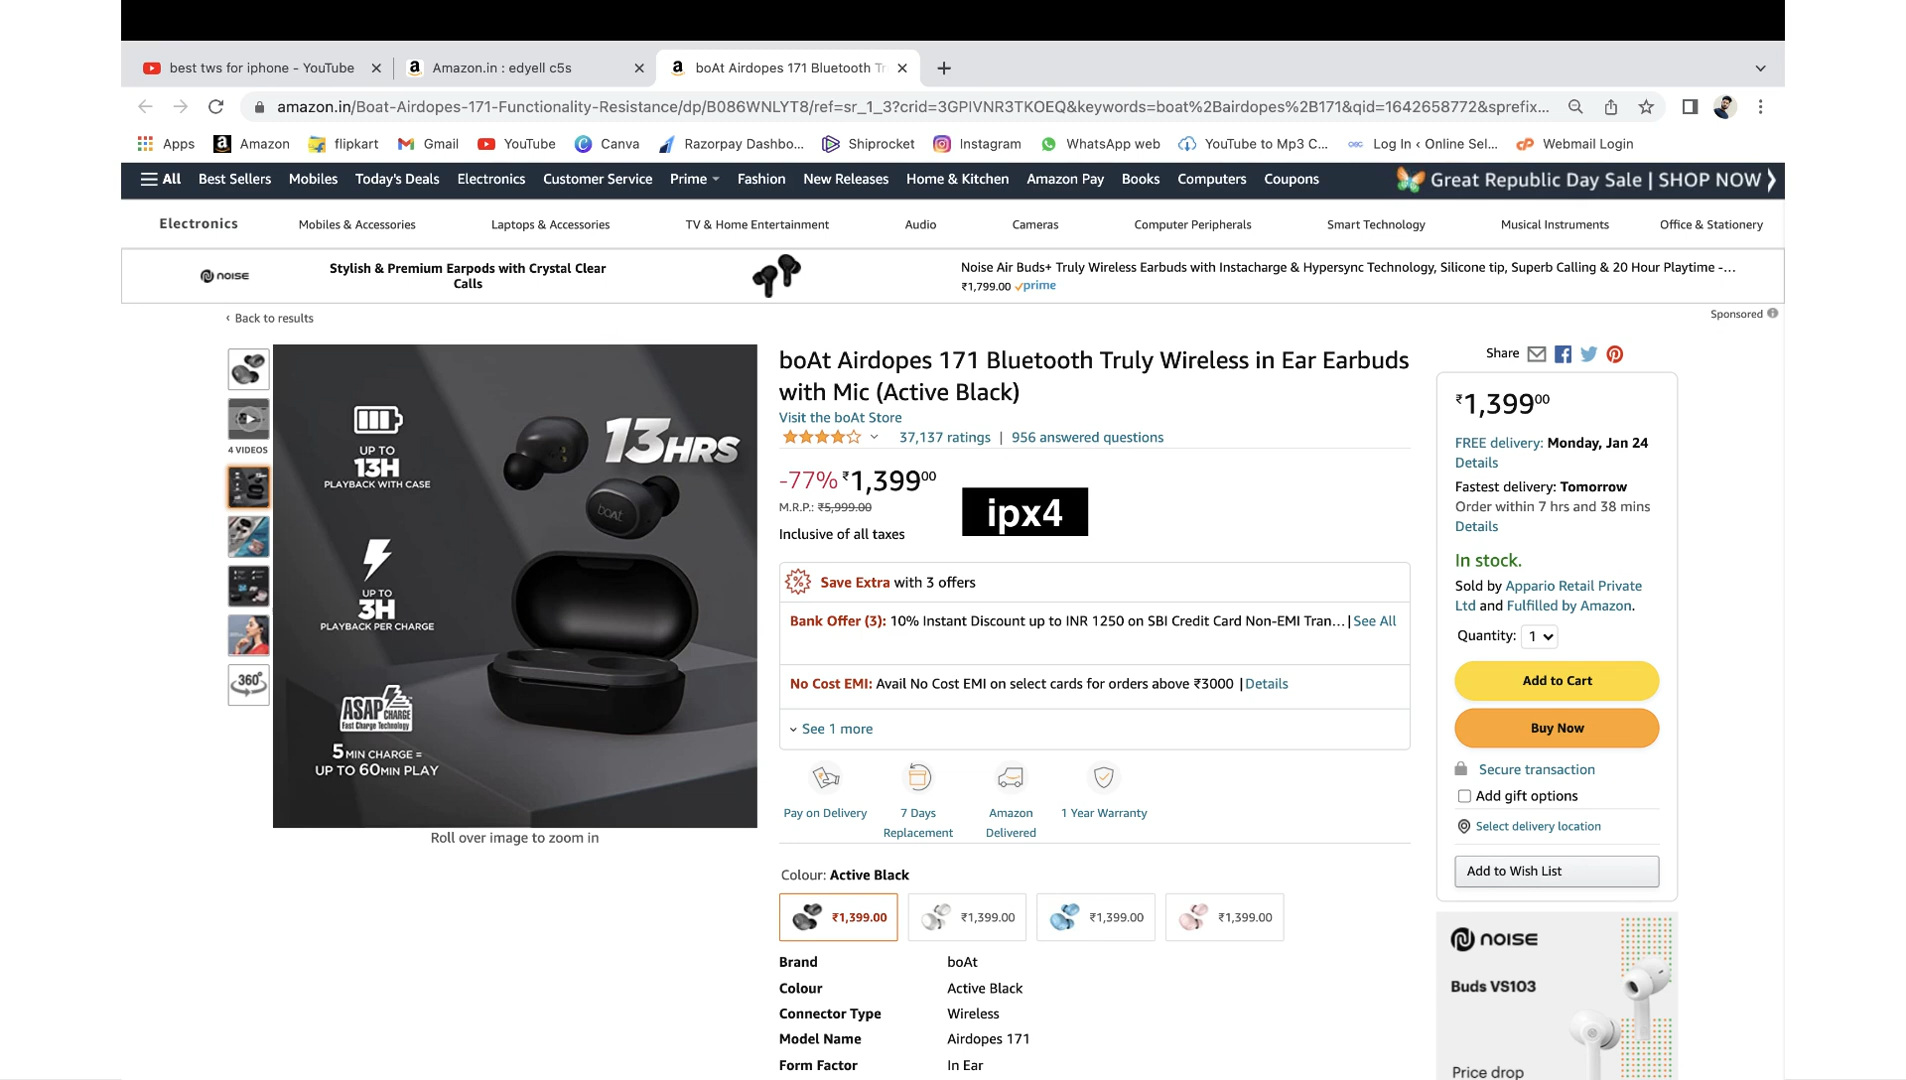 best tws for iphone - YouTube
Amazon.in : edyell c5s
boAt Airdopes 171 Bluetooth Tr
amazon.in/Boat-Airdopes-171-Functionality-Resistance/dp/B086WNLYT8/ref=sr_1_3?crid=3GPIVNR3TKOEQ&keywords=boat%2Bairdopes%2B171&qid=1642658772&sprefix...
Apps Amazon flipkart Gmail YouTube Canva Razorpay Dashbo... Shiprocket Instagram WhatsApp web YouTube to Mp3 C... Log In ‹ Online Sel... Webmail Login
All Best Sellers Mobiles Today's Deals Electronics Customer Service Prime Fashion New Releases Home & Kitchen Amazon Pay Books Computers Coupons Great Republic Day Sale | SHOP NOW
Electronics Mobiles & Accessories Laptops & Accessories TV & Home Entertainment Audio Cameras Computer Peripherals Smart Technology Musical Instruments Office & Stationery
noise
Stylish & Premium Earpods with Crystal Clear
Calls
Noise Air Buds+ Truly Wireless Earbuds with Instacharge & Hypersync Technology, Silicone tip, Superb Calling & 20 Hour Playtime -...
₹1,799.00 prime
‹ Back to results
Sponsored
4 VIDEOS
360°
UP TO
13H
PLAYBACK WITH CASE
13HRS
boAt
UP TO
3H
PLAYBACK PER CHARGE
ASAP CHARGE
Fast Charge Technology
5 MIN CHARGE =
UP TO 60MIN PLAY
Roll over image to zoom in
boAt Airdopes 171 Bluetooth Truly Wireless in Ear Earbuds
with Mic (Active Black)
Visit the boAt Store
37,137 ratings | 956 answered questions
-77% ₹1,399⁰⁰
M.R.P.: ₹5,999.00
Inclusive of all taxes
ipx4
Save Extra with 3 offers
Bank Offer (3): 10% Instant Discount up to INR 1250 on SBI Credit Card Non-EMI Tran... | See All
No Cost EMI: Avail No Cost EMI on select cards for orders above ₹3000 | Details
See 1 more
Pay on Delivery
7 Days
Replacement
Amazon
Delivered
1 Year Warranty
Colour: Active Black
₹1,399.00 ₹1,399.00 ₹1,399.00 ₹1,399.00
Brand boAt
Colour Active Black
Connector Type Wireless
Model Name Airdopes 171
Form Factor In Ear
Share
₹1,399⁰⁰
FREE delivery: Monday, Jan 24
Details
Fastest delivery: Tomorrow
Order within 7 hrs and 38 mins
Details
In stock.
Sold by Appario Retail Private
Ltd and Fulfilled by Amazon.
Quantity: 1
Add to Cart
Buy Now
Secure transaction
Add gift options
Select delivery location
Add to Wish List
noise
Buds VS103
Price drop